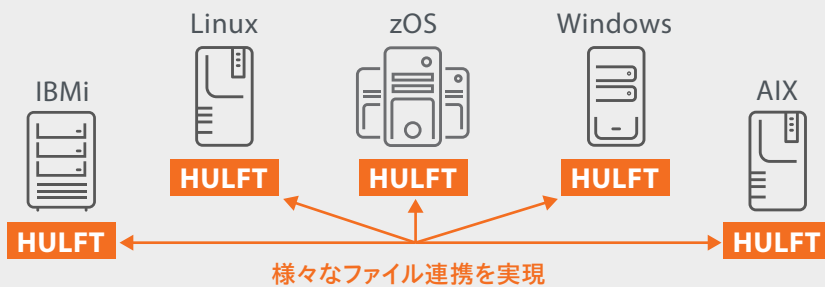 Linux
zOS
Windows
IBMi
AIX
HULFT
HULFT
HULFT
HULFT
HULFT
様々なファイル連携を実現